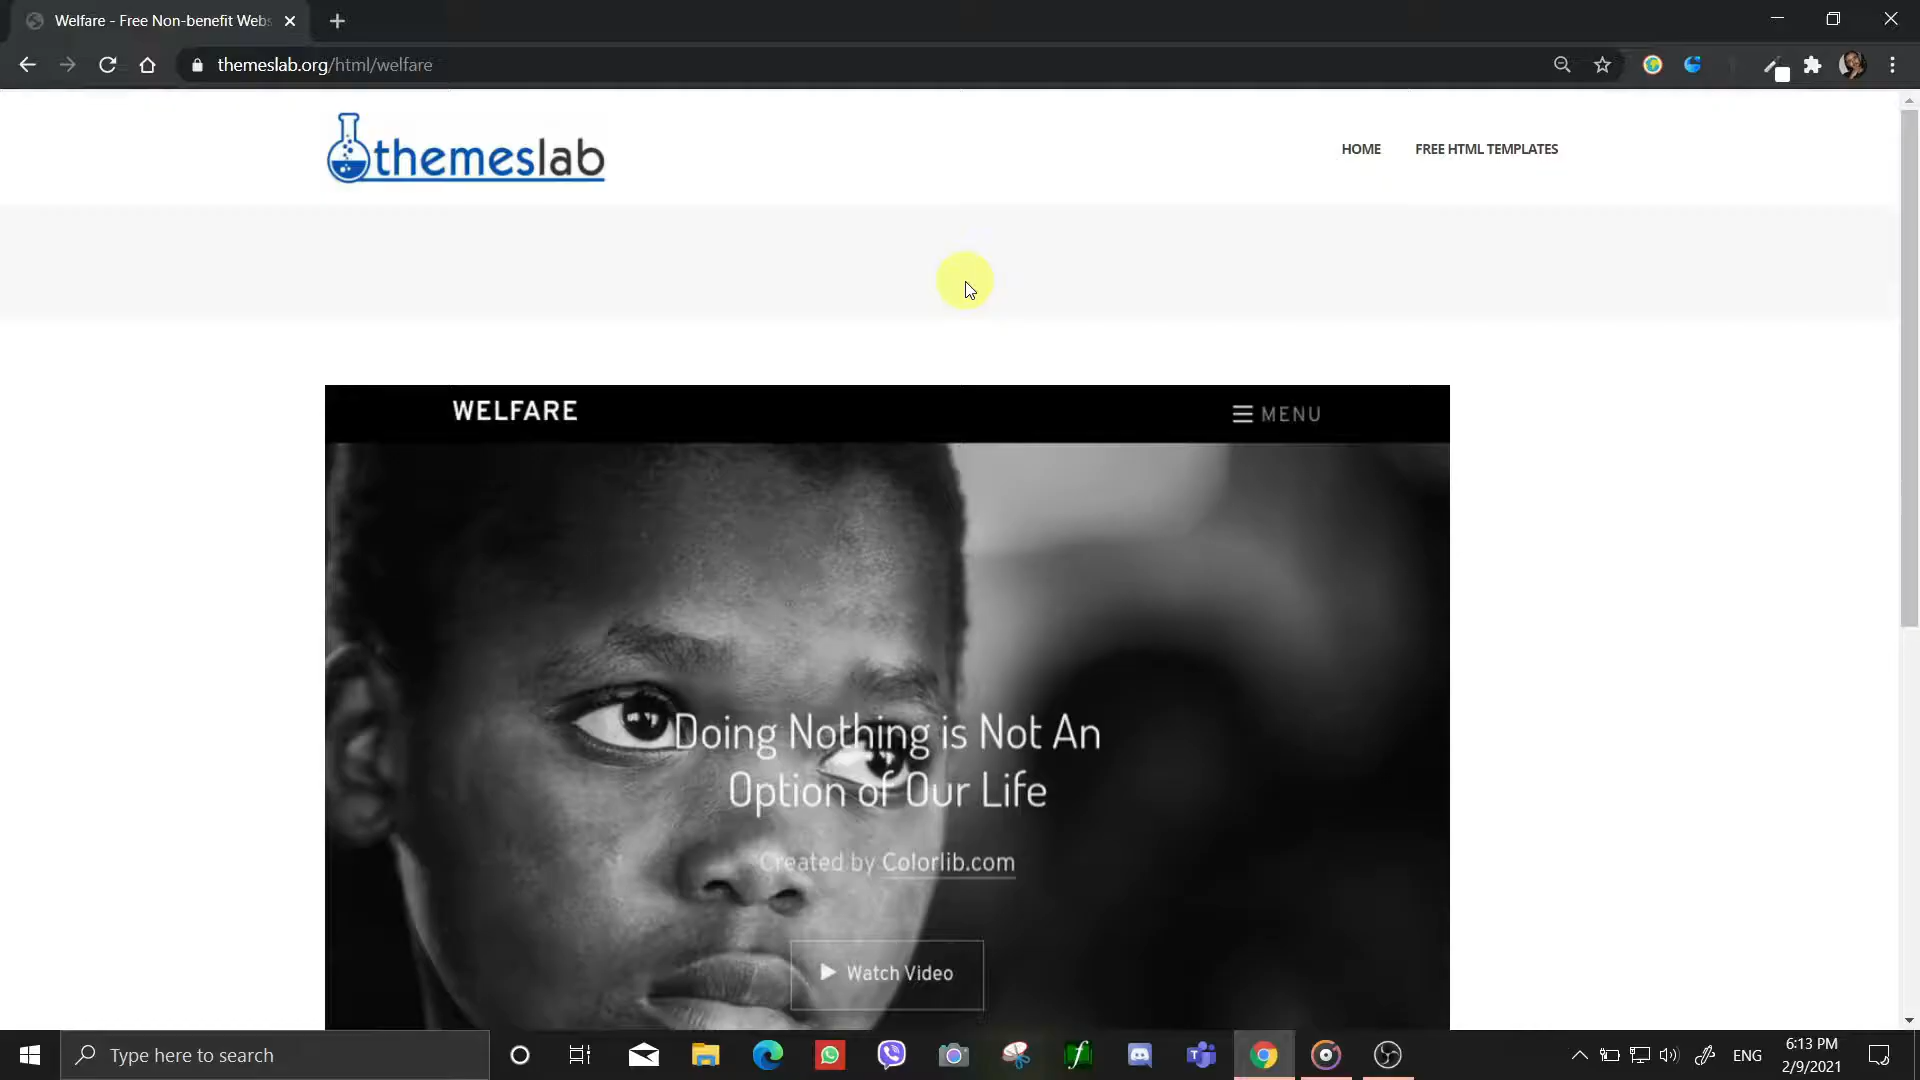 Welfare - Free Non-benefit Webs
themeslab.org/html/welfare
themeslab
HOME
FREE HTML TEMPLATES
WELFARE
MENU
Doing Nothing is Not An
Option of Our Life
Created by Colorlib.com
Watch Video
Type here to search
ENG
6:13 PM
2/9/2021